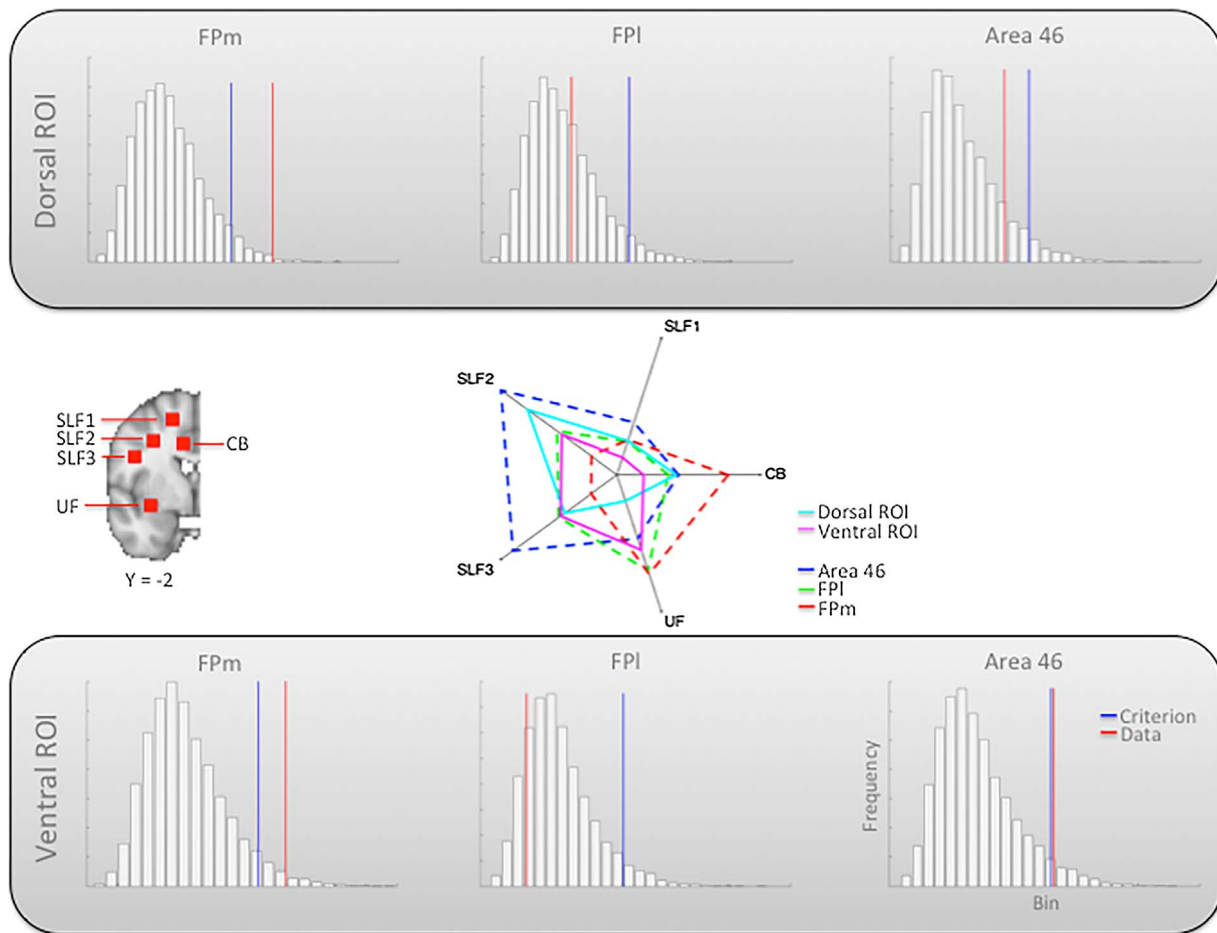 FPm
FPl
Area 46
Dorsal ROI
SLF1
SLF2
SLF3
UF
CB
Y = -2
SLF1
SLF2
CB
SLF3
UF
Dorsal ROI
Ventral ROI
Area 46
FPl
FPm
FPm
FPl
Area 46
Ventral ROI
Criterion
Data
Frequency
Bin